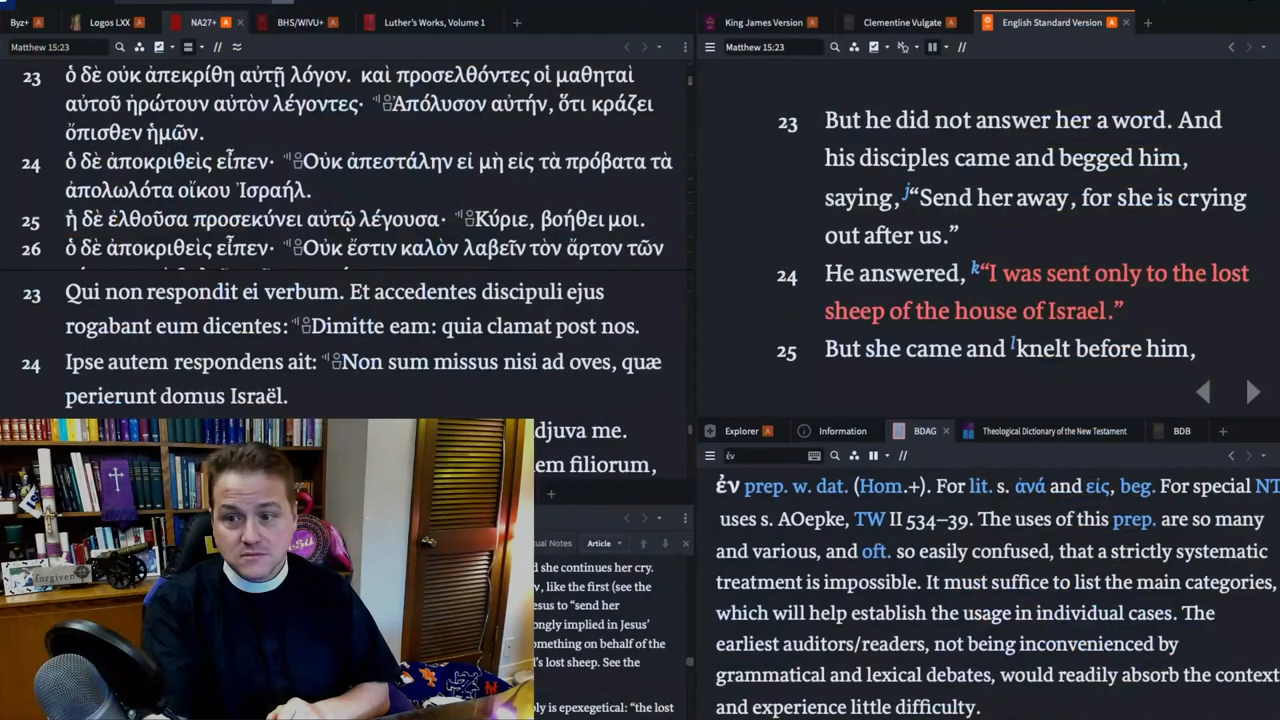 Byz+
Logos LXX
NA27+
BHS/WIVU+
Luther's Works, Volume 1
Matthew 15:23
23 ὁ δὲ οὐκ ἀπεκρίθη αὐτῇ λόγον. καὶ προσελθόντες οἱ μαθηταὶ
αὐτοῦ ἠρώτουν αὐτὸν λέγοντες· Ἀπόλυσον αὐτήν, ὅτι κράζει
ὄπισθεν ἡμῶν.
24 ὁ δὲ ἀποκριθεὶς εἶπεν· Οὐκ ἀπεστάλην εἰ μὴ εἰς τὰ πρόβατα τὰ
ἀπολωλότα οἴκου Ἰσραήλ.
25 ἡ δὲ ἐλθοῦσα προσεκύνει αὐτῷ λέγουσα· Κύριε, βοήθει μοι.
26 ὁ δὲ ἀποκριθεὶς εἶπεν· Οὐκ ἔστιν καλὸν λαβεῖν τὸν ἄρτον τῶν
23 Qui non respondit ei verbum. Et accedentes discipuli ejus
rogabant eum dicentes: Dimitte eam: quia clamat post nos.
24 Ipse autem respondens ait: Non sum missus nisi ad oves, quæ
perierunt domus Israël.
djuva me.
em filiorum,
tual Notes
Article
d she continues her cry.
v, like the first (see the
esus to “send her
ongly implied in Jesus’
omething on behalf of the
l’s lost sheep. See the
ly is epexegetical: “the lost
forgiven
King James Version
Clementine Vulgate
English Standard Version
Matthew 15:23
23 But he did not answer her a word. And
his disciples came and begged him,
saying, j“Send her away, for she is crying
out after us.”
24 He answered, k“I was sent only to the lost
sheep of the house of Israel.”
25 But she came and lknelt before him,
Explorer
Information
BDAG
Theological Dictionary of the New Testament
BDB
ἐν
ἐν prep. w. dat. (Hom.+). For lit. s. ἀνά and εἰς, beg. For special NT
uses s. AOepke, TW II 534–39. The uses of this prep. are so many
and various, and oft. so easily confused, that a strictly systematic
treatment is impossible. It must suffice to list the main categories,
which will help establish the usage in individual cases. The
earliest auditors/readers, not being inconvenienced by
grammatical and lexical debates, would readily absorb the context
and experience little difficulty.